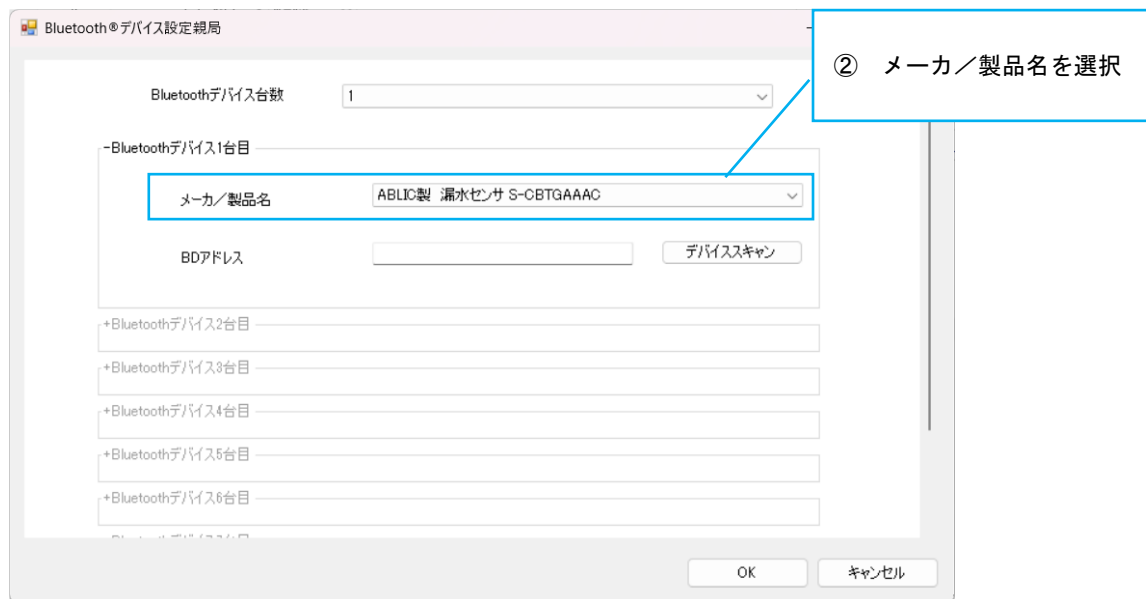 Bluetooth®デバイス設定親局
② メーカ／製品名を選択
Bluetoothデバイス台数
1
-Bluetoothデバイス1台目
メーカ／製品名
ABLIC製 漏水センサ S-CBTGAAAC
BDアドレス
デバイススキャン
+Bluetoothデバイス2台目
+Bluetoothデバイス3台目
+Bluetoothデバイス4台目
+Bluetoothデバイス5台目
+Bluetoothデバイス6台目
OK
キャンセル